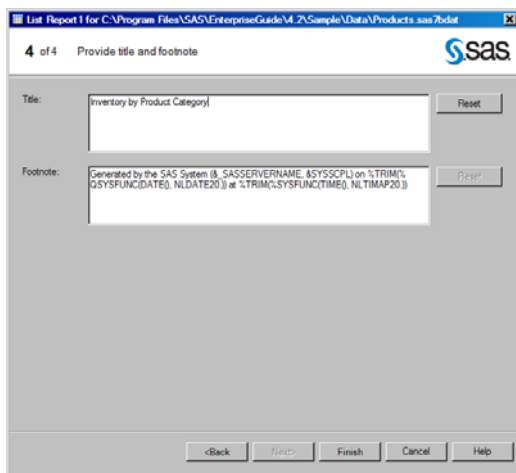 List Report1 for C:\Program Files\SAS\EnterpriseGuide\4.2\Sample\Data\Products.sas7bdat
4 of 4 Provide title and footnote
sas
Title:
Inventory by Product Category
Reset
Footnote:
Generated by the SAS System (&_SASSERVERNAME, &SYSSCPL) on %TRIM(%
QSYSFUNC(DATE(), NLDATE20.)) at %TRIM(%SYSFUNC(TIME(), NLTIMAP20.))
Reset
<Back Next> Finish Cancel Help